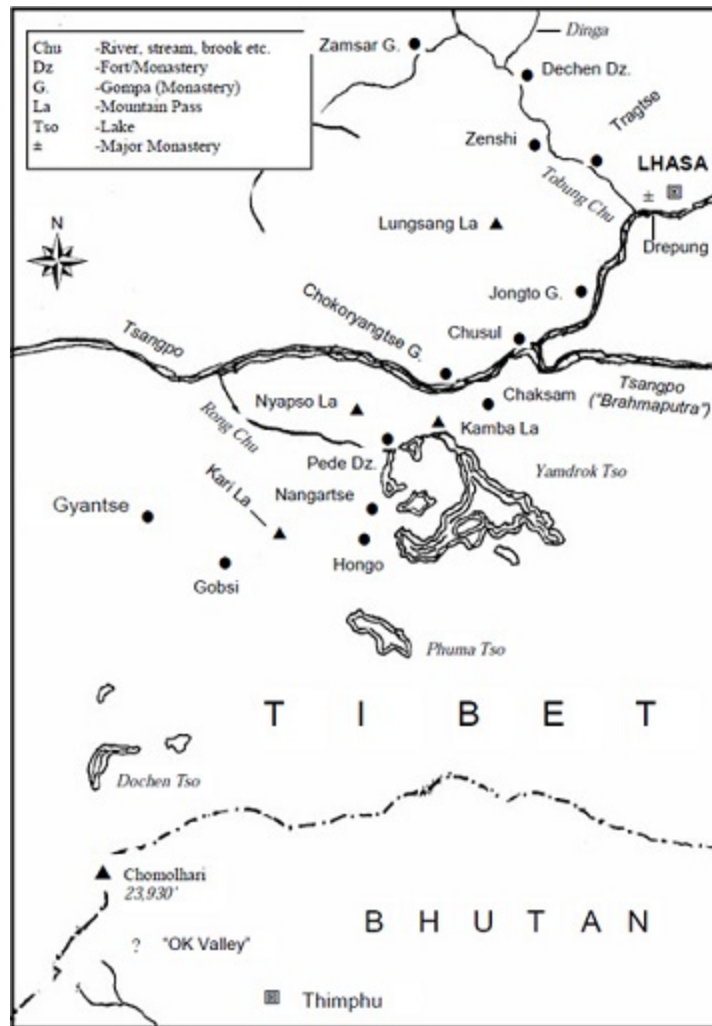 Chu -River, stream, brook etc.
Dz -Fort/Monastery
G. -Gompa (Monastery)
La -Mountain Pass
Tso -Lake
± -Major Monastery
Zamsar G.
Dinga
Dechen Dz.
Tragtse
Zenshi
LHASA
±
Tobung Chu
N
Lungsang La
Drepung
Jongto G.
Chokoryangtse G.
Chusul
Tsangpo
Tsangpo
("Brahmaputra")
Chaksam
Nyapso La
Kamba La
Rong Chu
Pede Dz.
Yamdrok Tso
Kari La
Nangartse
Gyantse
Hongo
Gobsi
Phuma Tso
TIBET
Dochen Tso
Chomolhari
23,930'
BHUTAN
? "OK Valley"
Thimphu